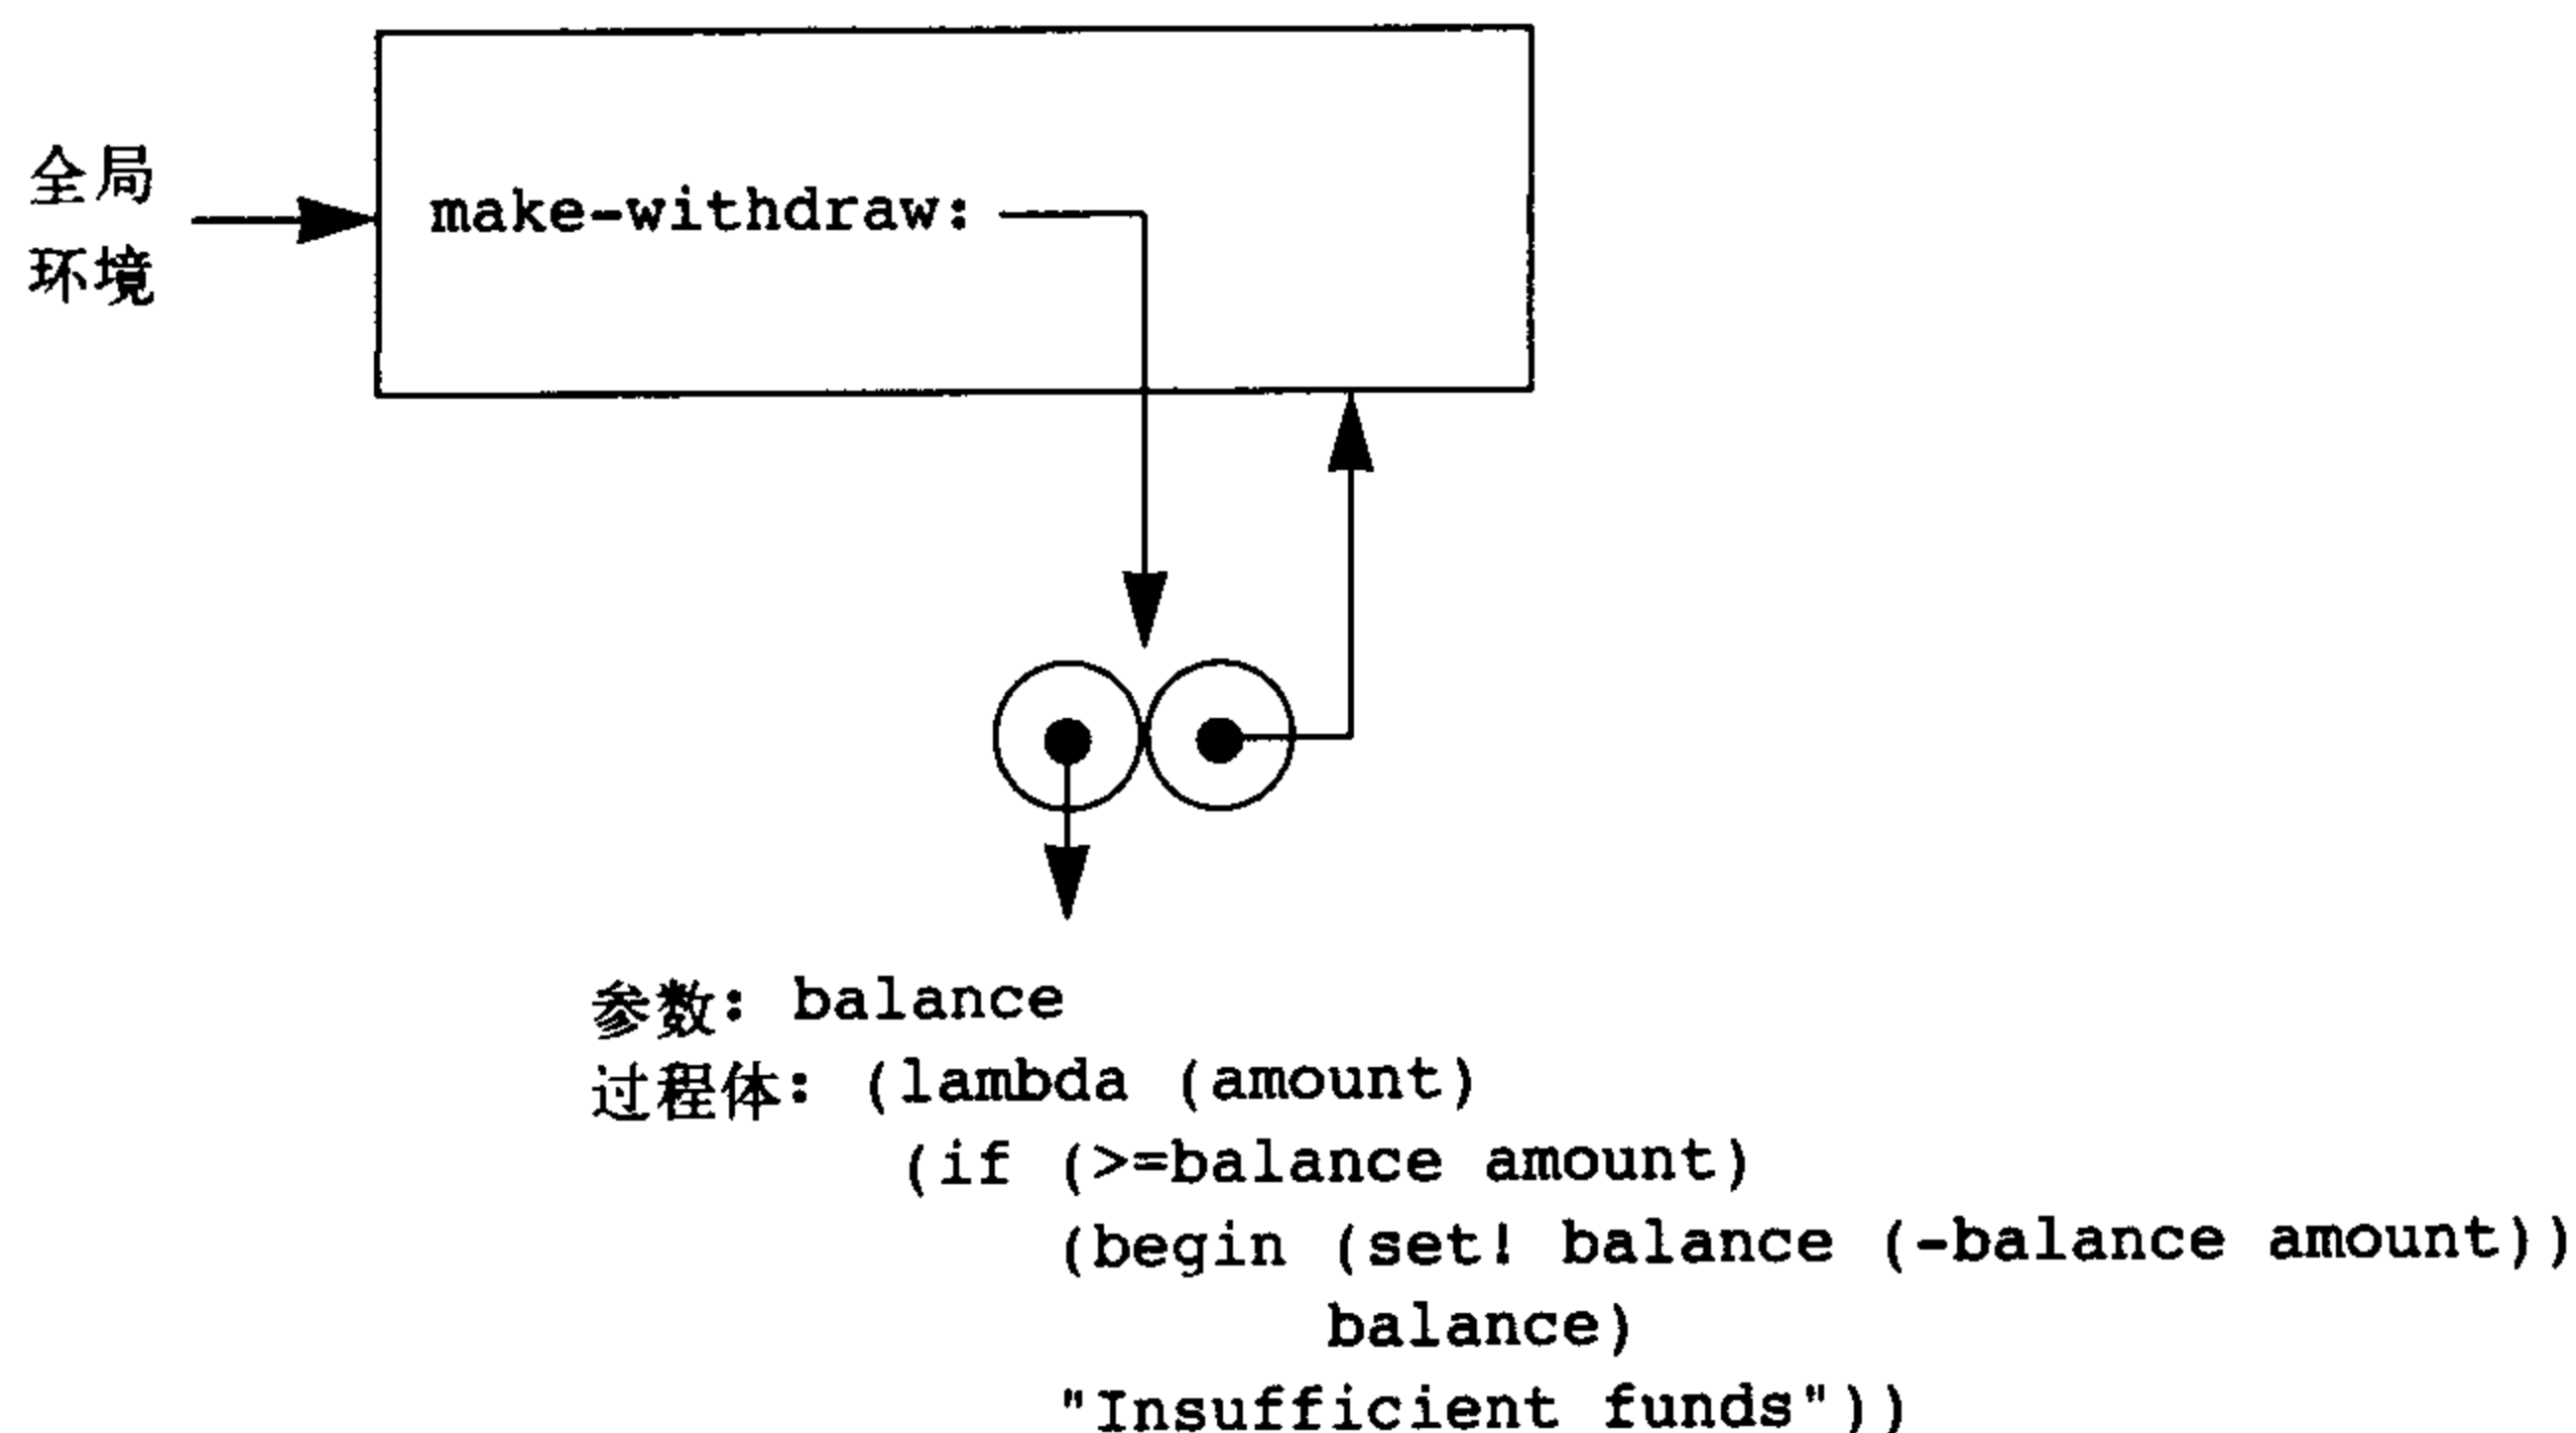 全局
环境
make-withdraw:
参数: balance
过程体: (lambda (amount)
(if (>=balance amount)
(begin (set! balance (-balance amount))
balance)
"Insufficient funds"))